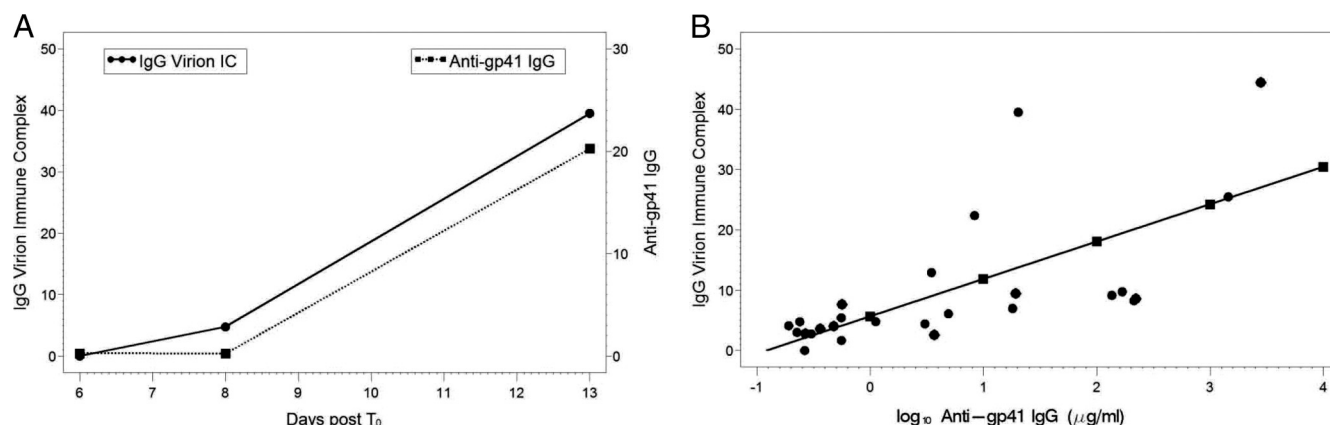 A
IgG Virion IC
Anti-gp41 IgG
50
40
30
20
10
0
IgG Virion Immune Complex
30
20
10
0
Anti-gp41 IgG
6 7 8 9 10 11 12 13
Days post T₀
B
50
40
30
20
10
0
IgG Virion Immune Complex
-1 0 1 2 3 4
log₁₀ Anti–gp41 IgG (μg/ml)